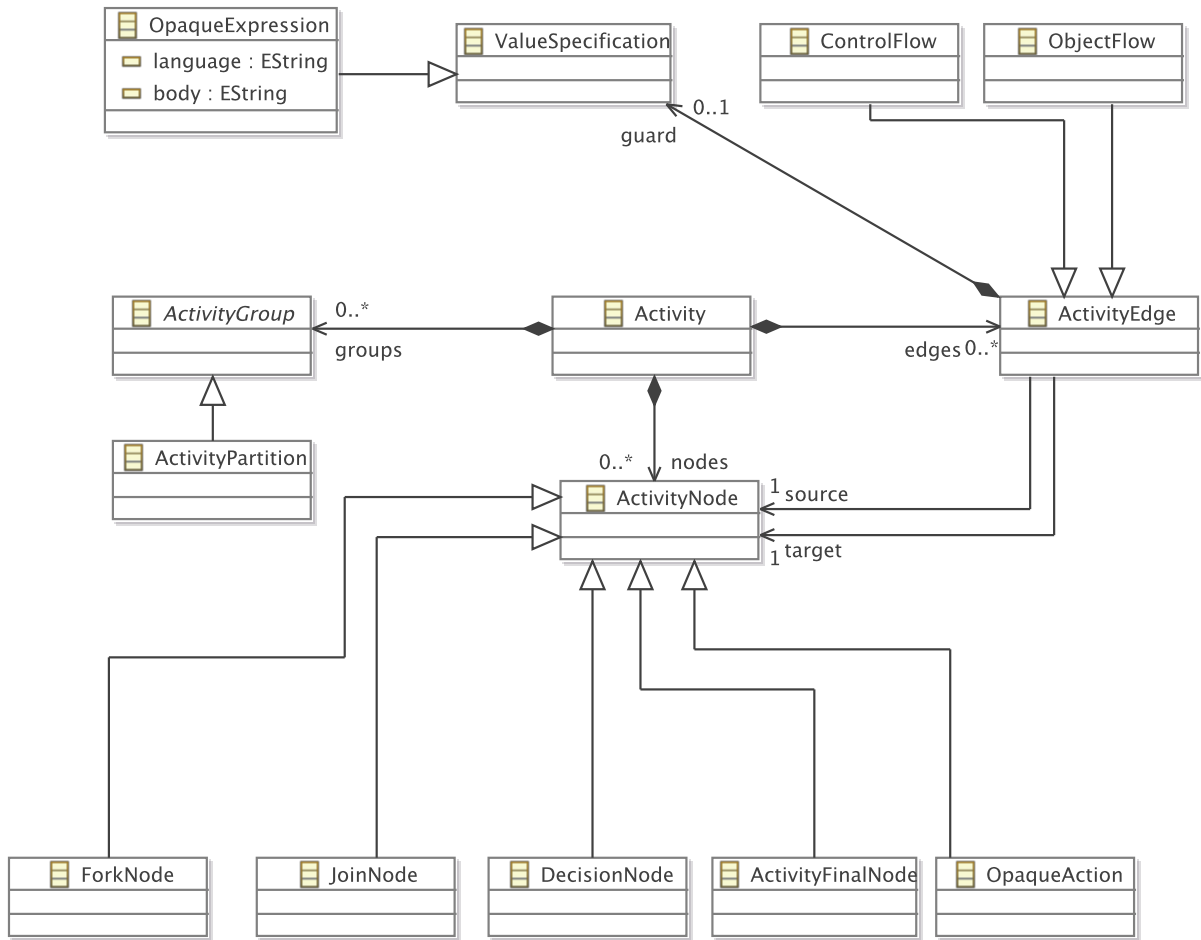 OpaqueExpression
language : EString
body : EString
ValueSpecification
ControlFlow
ObjectFlow
0..1
guard
ActivityGroup
0..*
groups
Activity
edges 0..*
ActivityEdge
ActivityPartition
0..* nodes
ActivityNode
1 source
1 target
ForkNode
JoinNode
DecisionNode
ActivityFinalNode
OpaqueAction